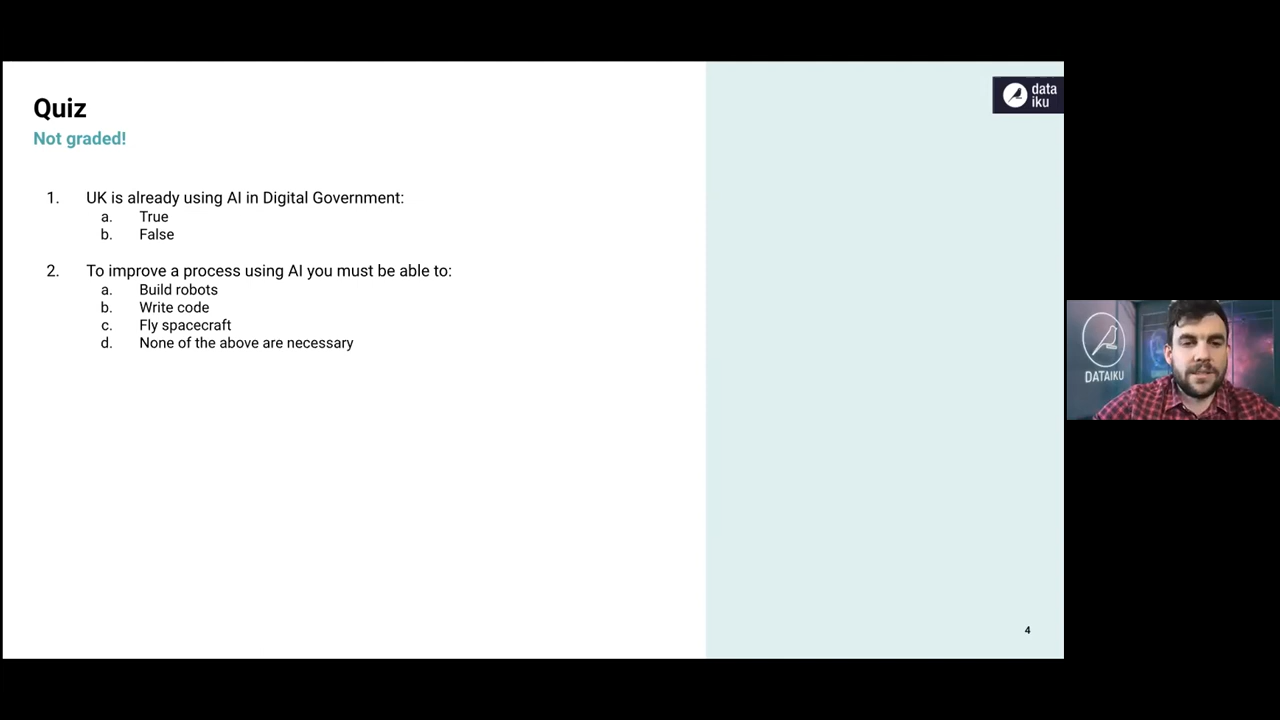 Quiz
Not graded!
1. UK is already using AI in Digital Government:
a. True
b. False
2. To improve a process using AI you must be able to:
a. Build robots
b. Write code
c. Fly spacecraft
d. None of the above are necessary
data
iku
4
DATAIKU